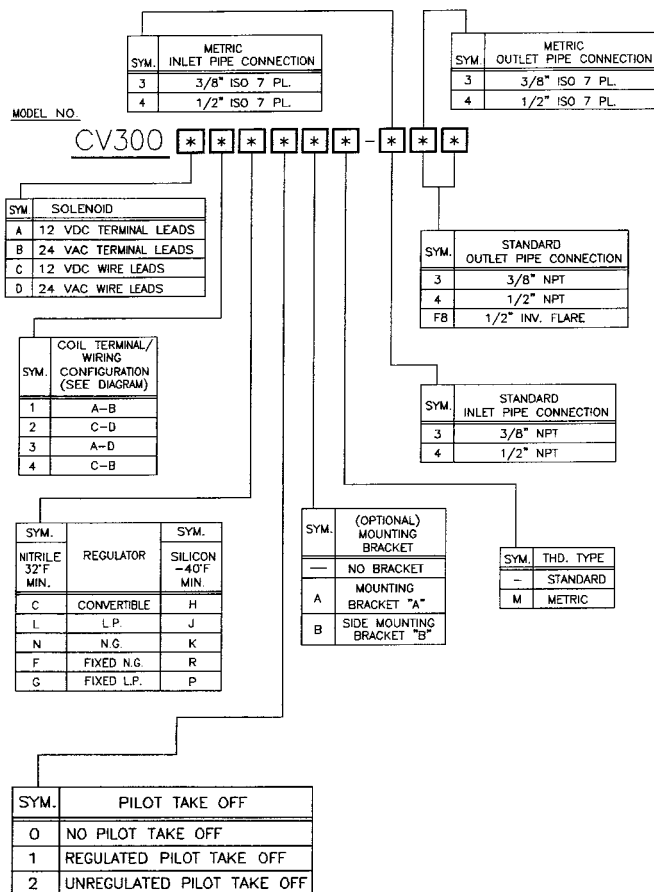 SYM. METRIC INLET PIPE CONNECTION
3 3/8" ISO 7 PL.
4 1/2" ISO 7 PL.
SYM. METRIC OUTLET PIPE CONNECTION
3 3/8" ISO 7 PL.
4 1/2" ISO 7 PL.
MODEL NO.
CV300 * * * * * * - * * *
SYM SOLENOID
A 12 VDC TERMINAL LEADS
B 24 VAC TERMINAL LEADS
C 12 VDC WIRE LEADS
D 24 VAC WIRE LEADS
SYM. STANDARD OUTLET PIPE CONNECTION
3 3/8" NPT
4 1/2" NPT
F8 1/2" INV. FLARE
SYM. COIL TERMINAL/ WIRING CONFIGURATION (SEE DIAGRAM)
1 A-B
2 C-D
3 A-D
4 C-B
SYM. STANDARD INLET PIPE CONNECTION
3 3/8" NPT
4 1/2" NPT
SYM. SYM.
NITRILE 32°F MIN. REGULATOR SILICON -40°F MIN.
C CONVERTIBLE H
L L.P. J
N N.G. K
F FIXED N.G. R
G FIXED L.P. P
SYM. (OPTIONAL) MOUNTING BRACKET
— NO BRACKET
A MOUNTING BRACKET "A"
B SIDE MOUNTING BRACKET "B"
SYM. THD. TYPE
- STANDARD
M METRIC
SYM. PILOT TAKE OFF
0 NO PILOT TAKE OFF
1 REGULATED PILOT TAKE OFF
2 UNREGULATED PILOT TAKE OFF